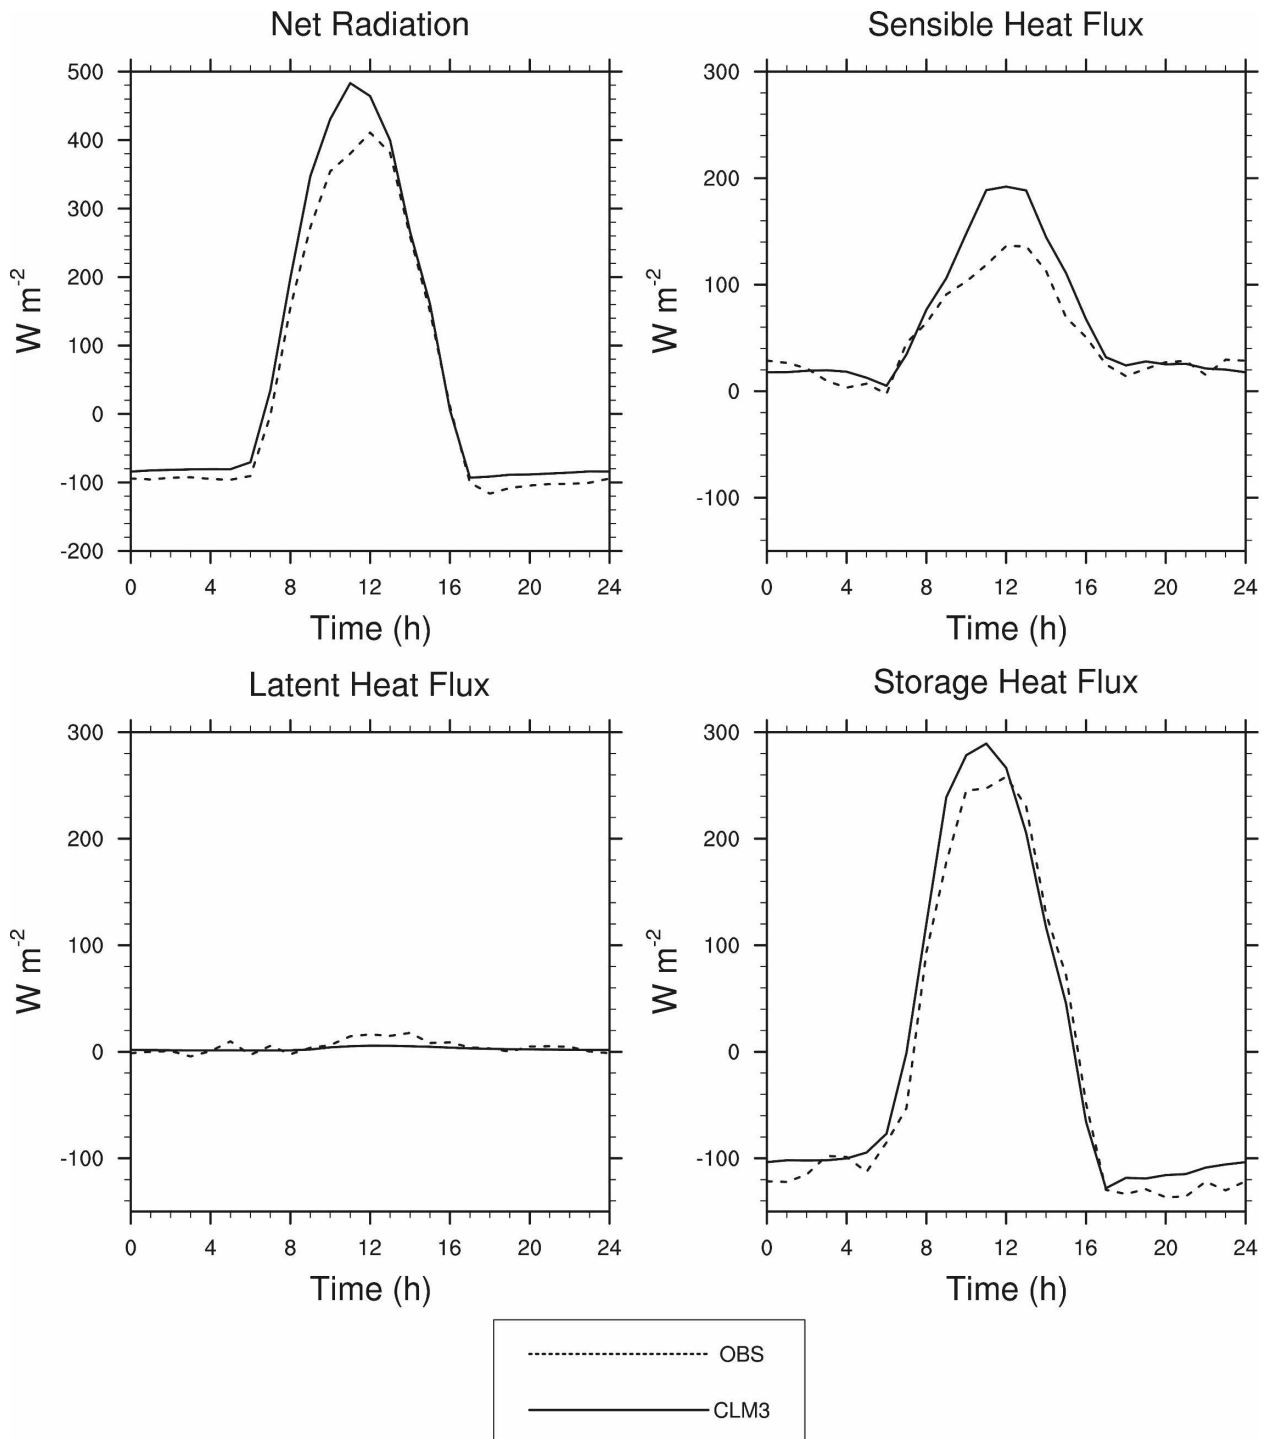 Net Radiation
W m-2
500
400
300
200
100
0
-100
-200
0 4 8 12 16 20 24
Time (h)
Sensible Heat Flux
W m-2
300
200
100
0
-100
0 4 8 12 16 20 24
Time (h)
Latent Heat Flux
W m-2
300
200
100
0
-100
0 4 8 12 16 20 24
Time (h)
Storage Heat Flux
W m-2
300
200
100
0
-100
0 4 8 12 16 20 24
Time (h)
OBS
CLM3